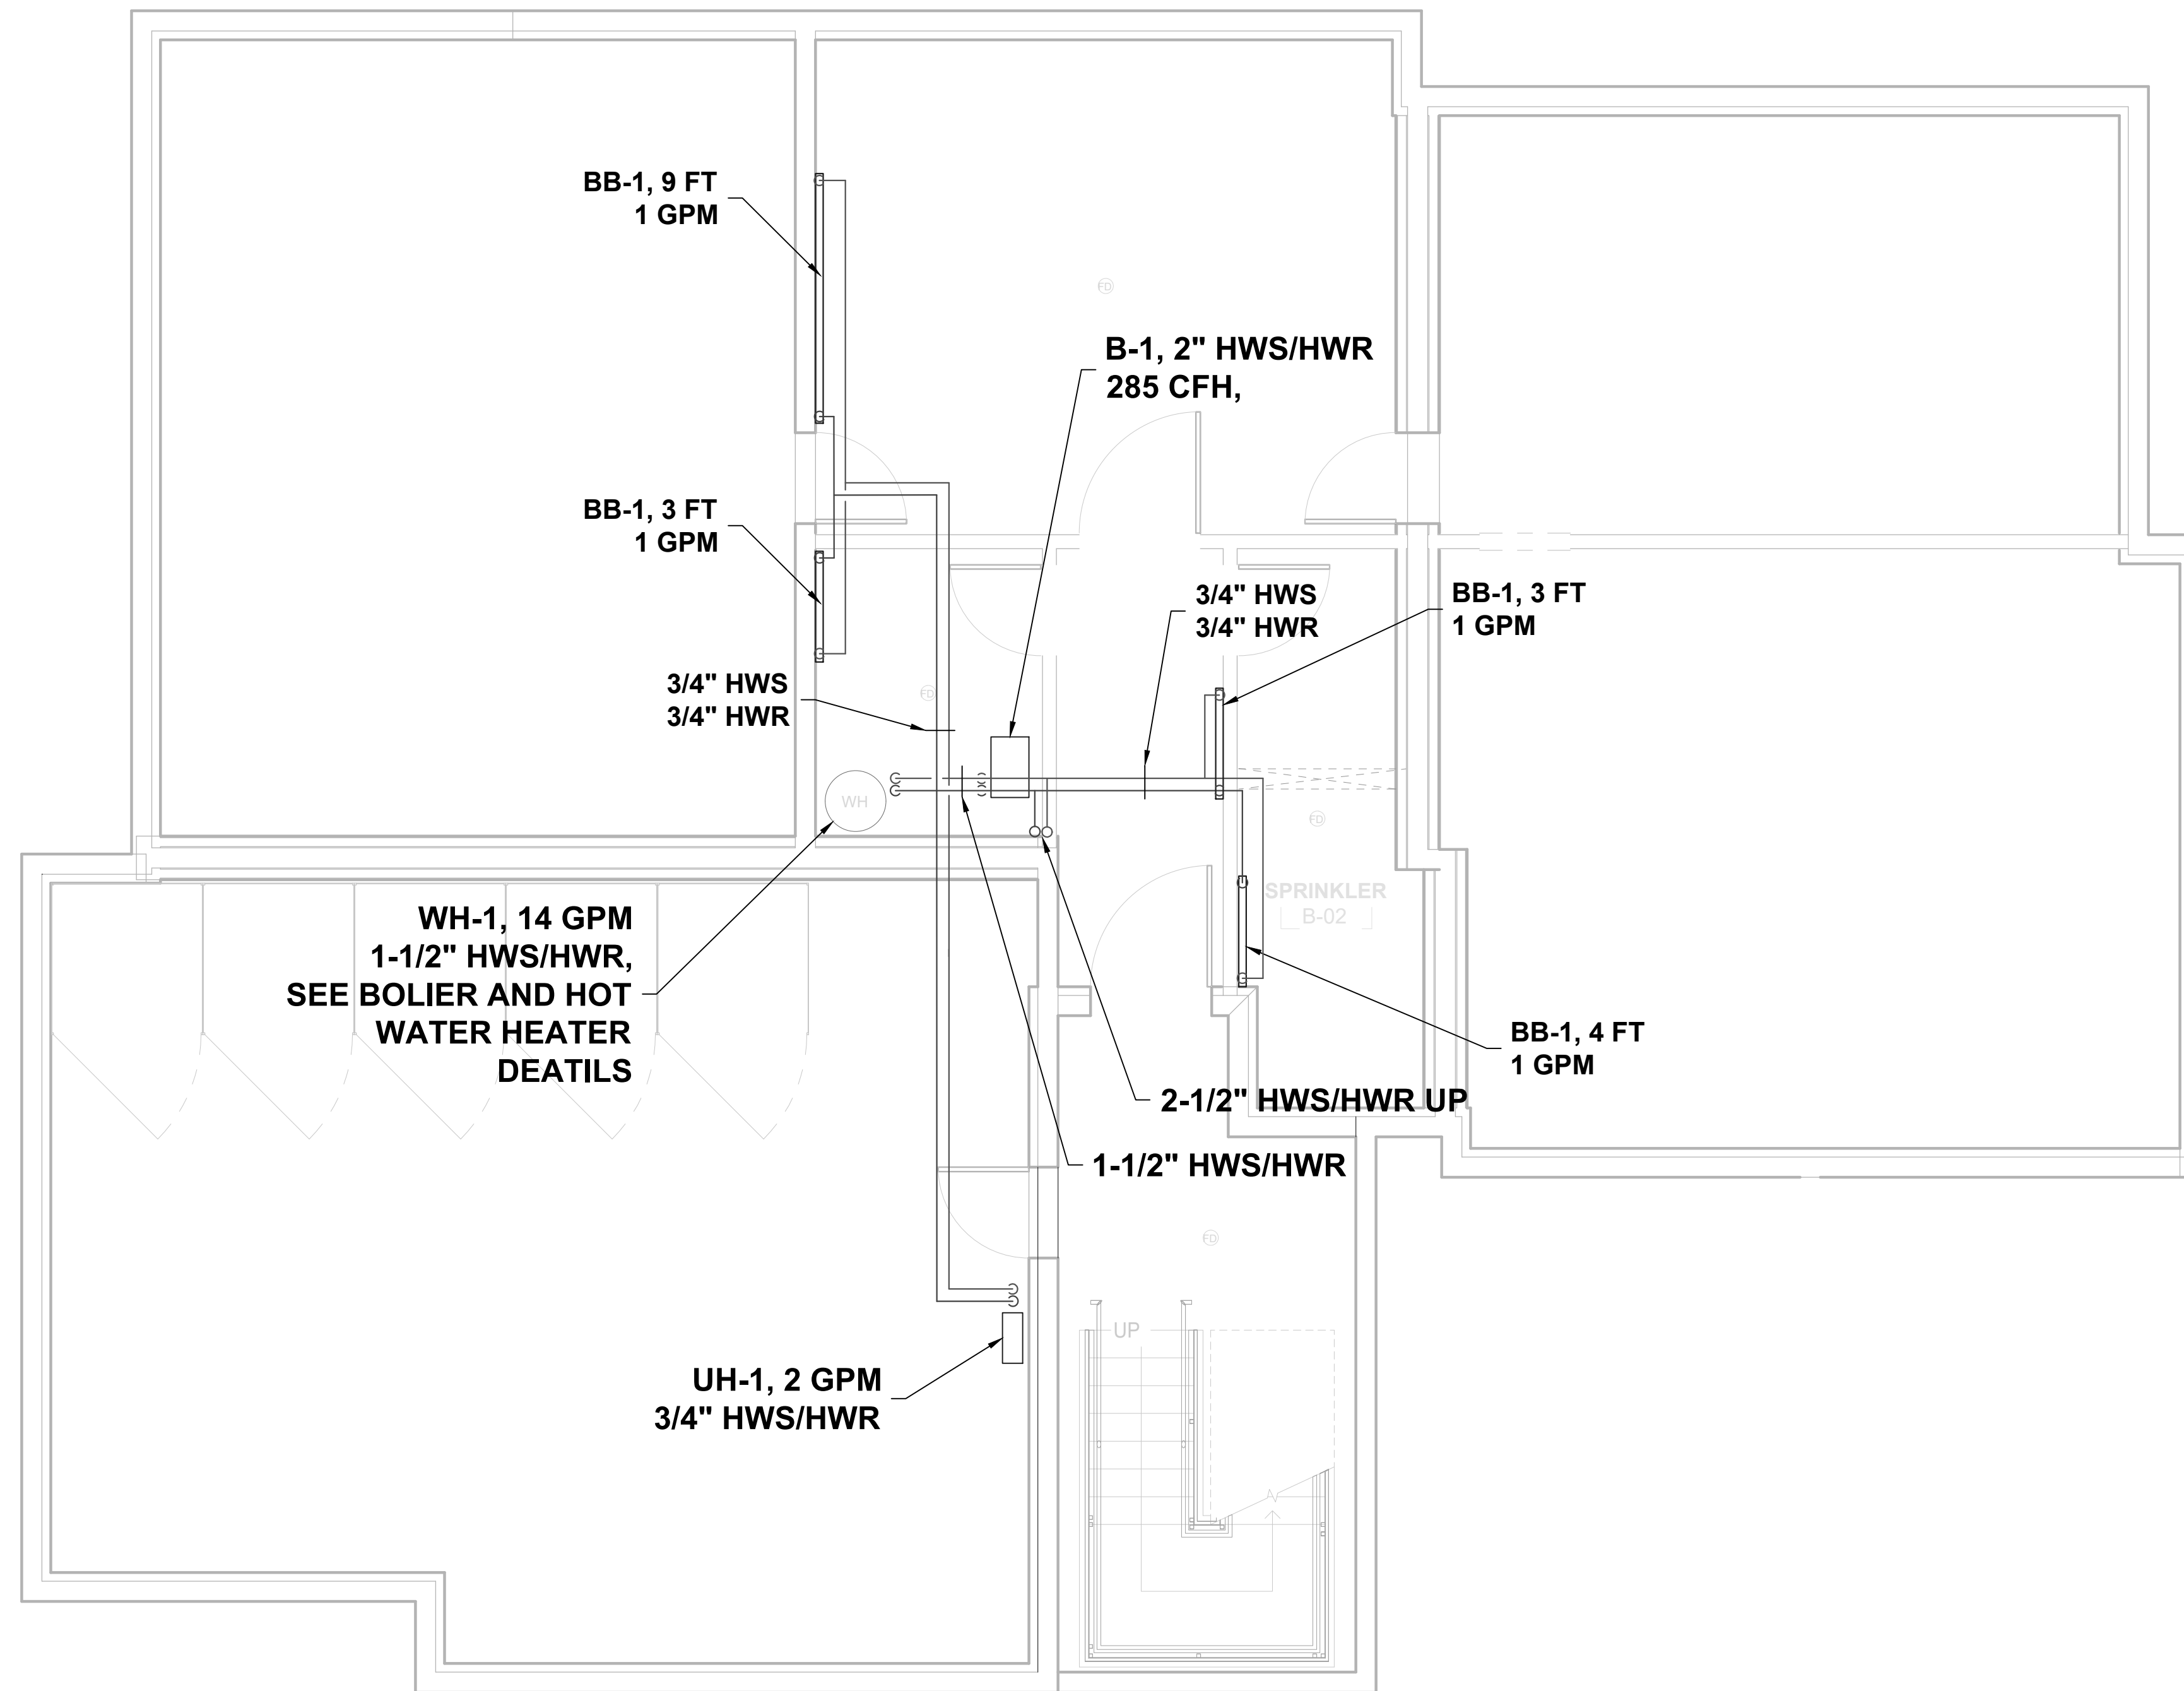 BB-1, 9 FT
1 GPM
FD
B-1, 2" HWS/HWR
285 CFH,
BB-1, 3 FT
1 GPM
3/4" HWS
3/4" HWR
BB-1, 3 FT
1 GPM
3/4" HWS
3/4" HWR
FD
WH
FD
SPRINKLER
B-02
WH-1, 14 GPM
1-1/2" HWS/HWR,
SEE BOLIER AND HOT
WATER HEATER
DEATILS
BB-1, 4 FT
1 GPM
2-1/2" HWS/HWR UP
1-1/2" HWS/HWR
FD
UP
UH-1, 2 GPM
3/4" HWS/HWR